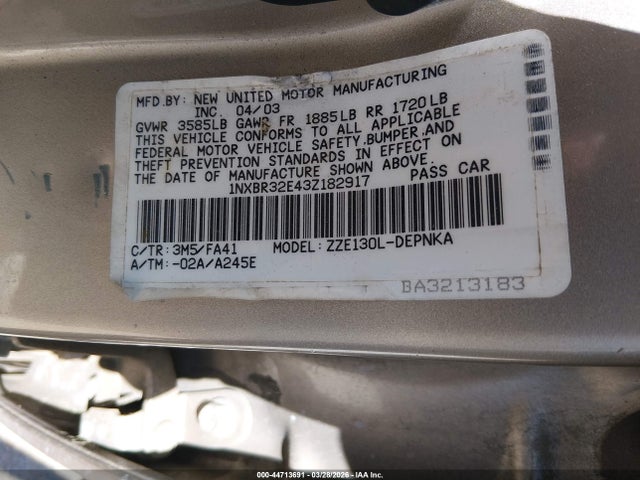 MFD.BY: NEW UNITED MOTOR MANUFACTURING
INC. 04/03
GVWR 3585LB GAWR FR 1885LB RR 1720LB
THIS VEHICLE CONFORMS TO ALL APPLICABLE
FEDERAL MOTOR VEHICLE SAFETY,BUMPER,AND
THEFT PREVENTION STANDARDS IN EFFECT ON
THE DATE OF MANUFACTURE SHOWN ABOVE.
1NXBR32E43Z182917 PASS CAR
C/TR: 3M5/FA41 MODEL: ZZE130L-DEPNKA
A/TM: -02A/A245E
BA3213183
000-44713691 - 03/28/2026 - IAA Inc.